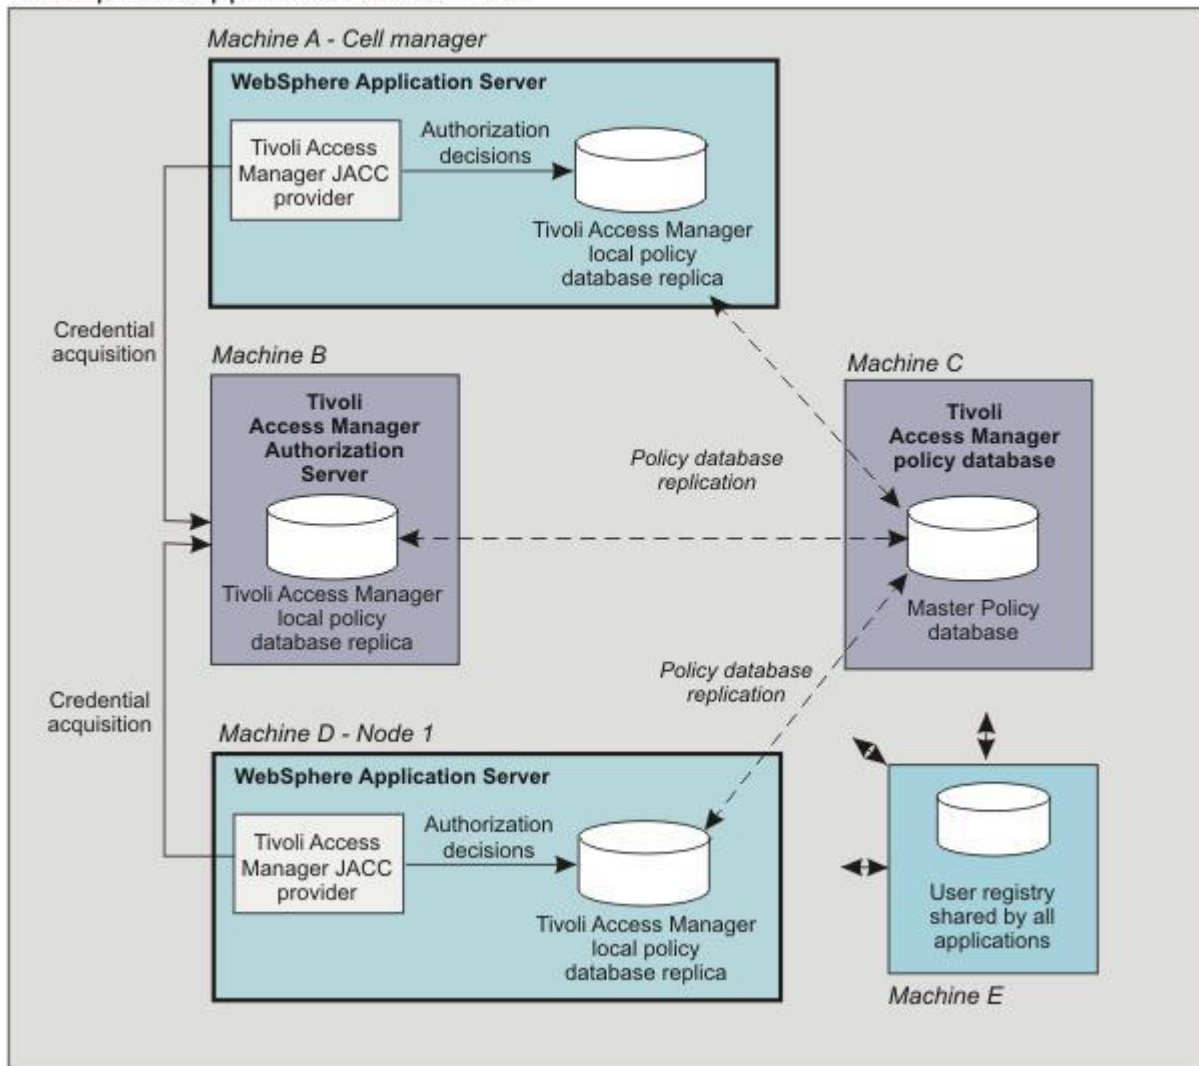 Machine A - Cell manager
WebSphere Application Server
Tivoli Access
Manager JACC
provider
Authorization
decisions
Tivoli Access Manager
local policy
database replica
Credential
acquisition
Machine B
Tivoli
Access Manager
Authorization
Server
Tivoli Access Manager
local policy
database replica
Policy database
replication
Machine C
Tivoli
Access Manager
policy database
Master Policy
database
Credential
acquisition
Policy database
replication
Machine D - Node 1
WebSphere Application Server
Tivoli Access
Manager JACC
provider
Authorization
decisions
Tivoli Access Manager
local policy
database replica
User registry
shared by all
applications
Machine E